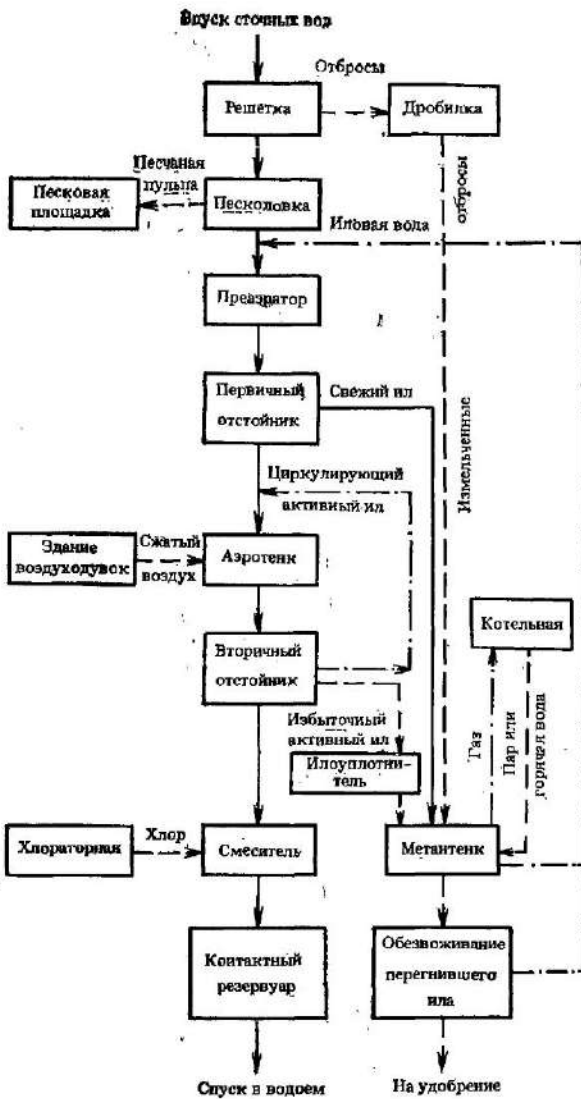 Впуск сточных вод
Отбросы
Решетка
Дробилка
Песчаная
пульпа
отбросы
Песковая
площадка
Песколовка
Иловая вода
Преаэратор
Первичный
отстойник
Свежий ил
Измельченные
Циркулирующий
активный ил
Здание
воздуходувок
Сжатый
воздух
Аэротенк
Котельная
Вторичный
отстойник
Избыточный
активный ил
Газ
Пар или
горячая вода
Илоуплотни-
тель
Хлораторная
Хлор
Смеситель
Метантенк
Контактный
резервуар
Обезвоживание
перегнившего
ила
Спуск в водоем
На удобрение